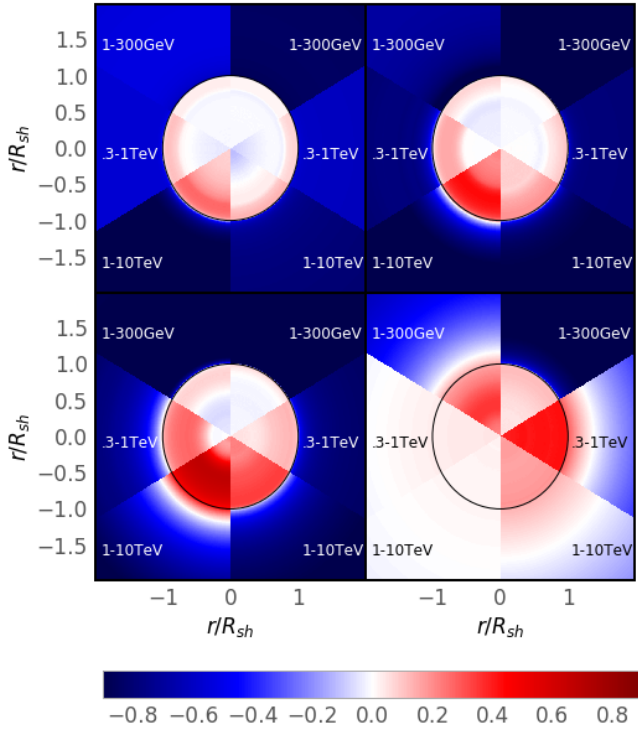 1.5
1.0
0.5
0.0
−0.5
−1.0
−1.5
r/R_sh
1-300GeV 1-300GeV
.3-1TeV .3-1TeV
1-10TeV 1-10TeV
1-300GeV 1-300GeV
.3-1TeV .3-1TeV
1-10TeV 1-10TeV
1.5
1.0
0.5
0.0
−0.5
−1.0
−1.5
r/R_sh
1-300GeV 1-300GeV
.3-1TeV .3-1TeV
1-10TeV 1-10TeV
1-300GeV 1-300GeV
.3-1TeV .3-1TeV
1-10TeV 1-10TeV
−1 0 1
r/R_sh
−1 0 1
r/R_sh
−0.8 −0.6 −0.4 −0.2 0.0 0.2 0.4 0.6 0.8